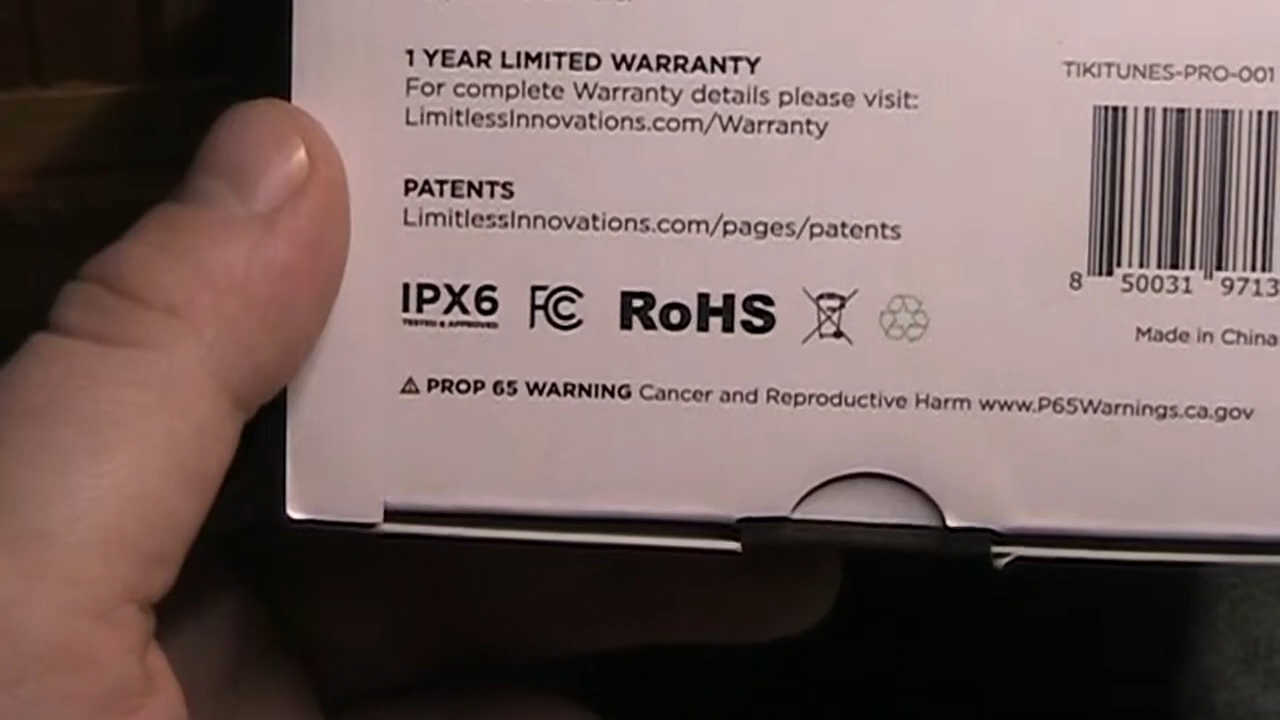 1 YEAR LIMITED WARRANTY
For complete Warranty details please visit:
LimitlessInnovations.com/Warranty
PATENTS
LimitlessInnovations.com/pages/patents
IPX6
TESTED & APPROVED
FC
RoHS
PROP 65 WARNING Cancer and Reproductive Harm www.P65Warnings.ca.gov
TIKITUNES-PRO-001
8 50031 9713
Made in China